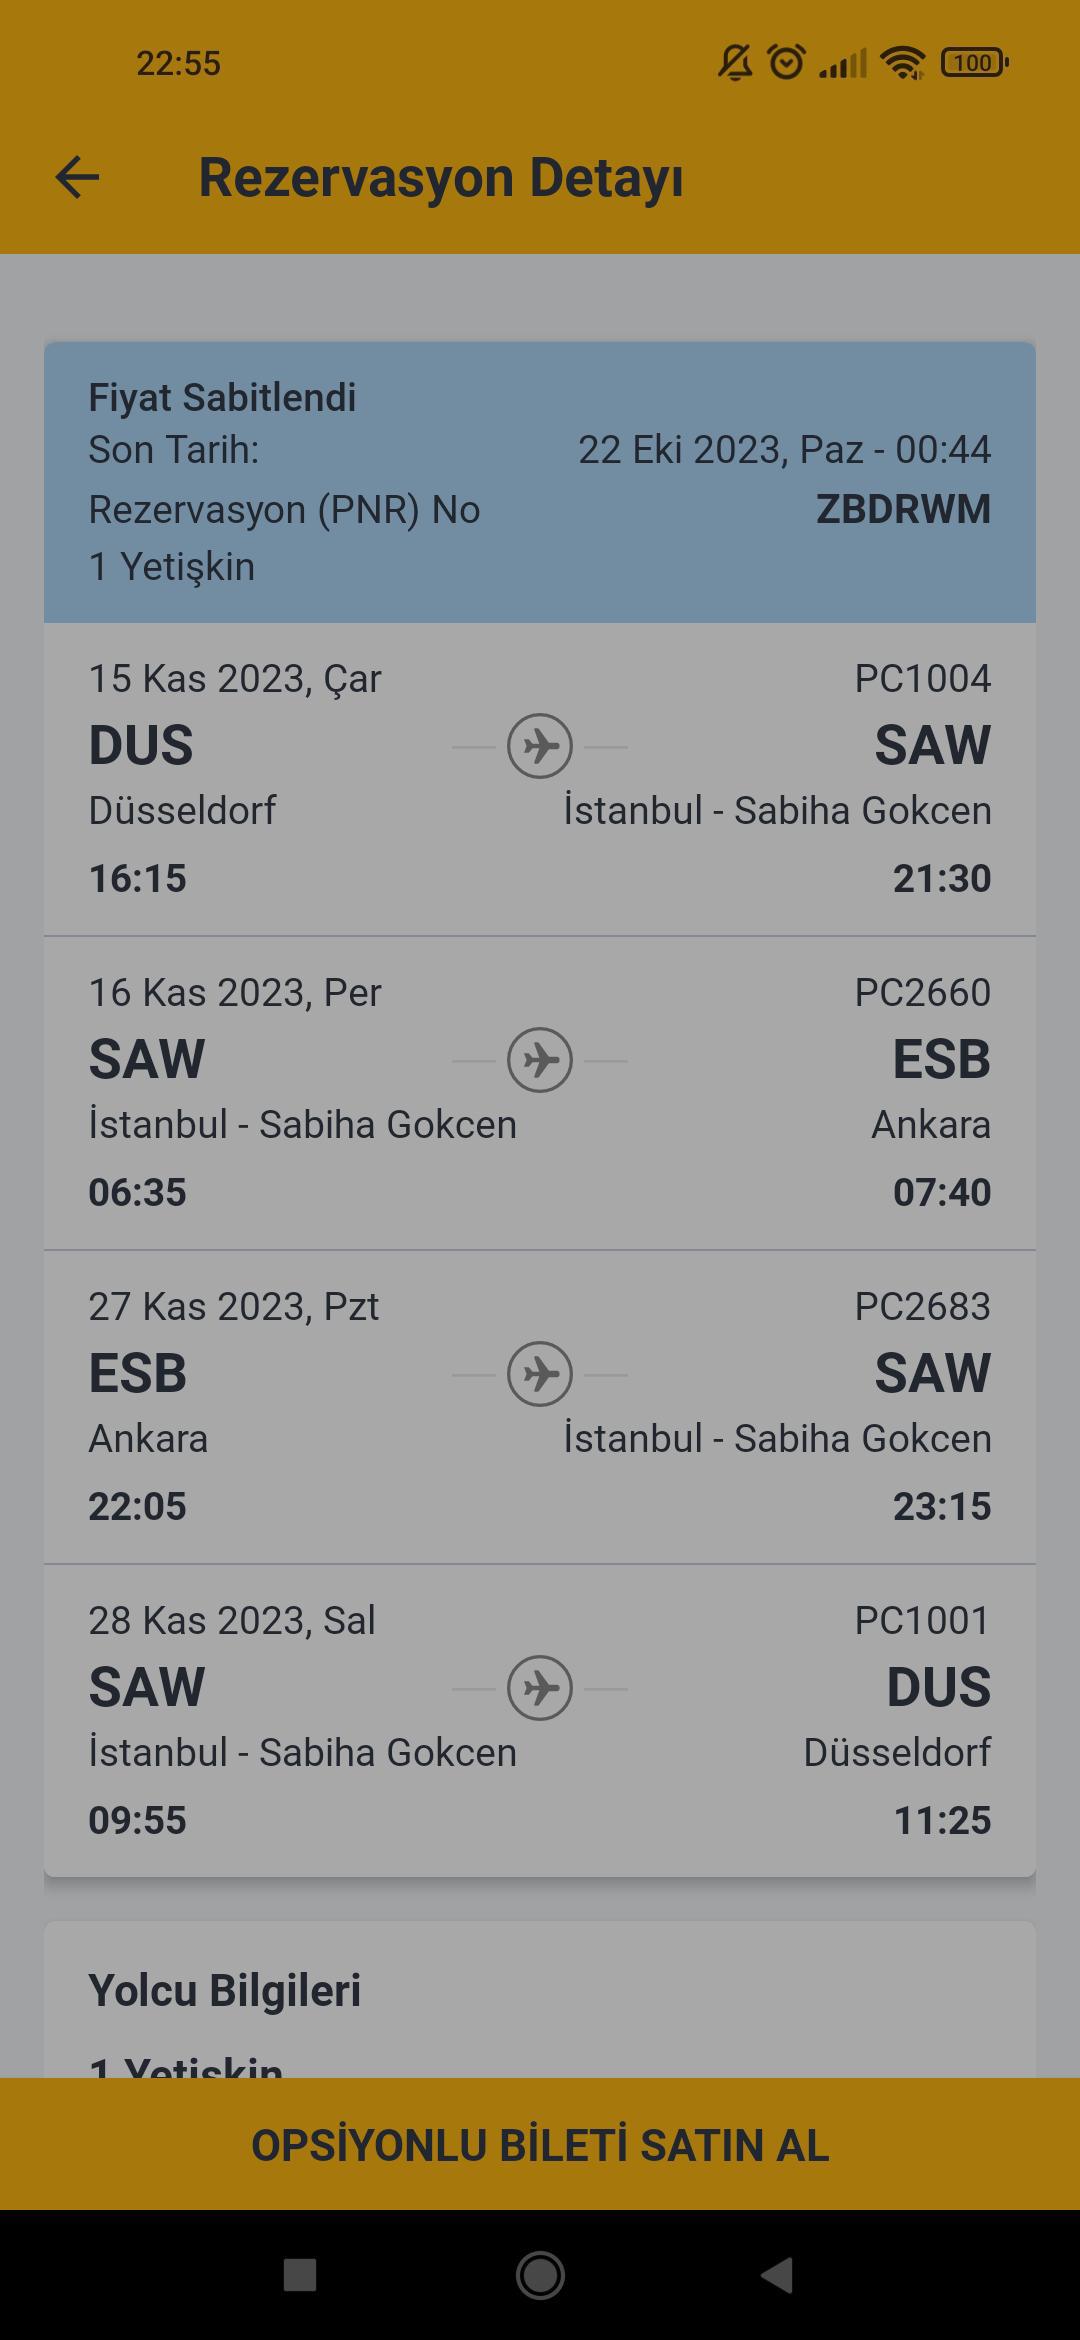 22:55
100
Rezervasyon Detayı
Fiyat Sabitlendi
Son Tarih: 22 Eki 2023, Paz - 00:44
Rezervasyon (PNR) No ZBDRWM
1 Yetişkin
15 Kas 2023, Çar PC1004
DUS SAW
Düsseldorf İstanbul - Sabiha Gokcen
16:15 21:30
16 Kas 2023, Per PC2660
SAW ESB
İstanbul - Sabiha Gokcen Ankara
06:35 07:40
27 Kas 2023, Pzt PC2683
ESB SAW
Ankara İstanbul - Sabiha Gokcen
22:05 23:15
28 Kas 2023, Sal PC1001
SAW DUS
İstanbul - Sabiha Gokcen Düsseldorf
09:55 11:25
Yolcu Bilgileri
1 Yetişkin
OPSİYONLU BİLETİ SATIN AL